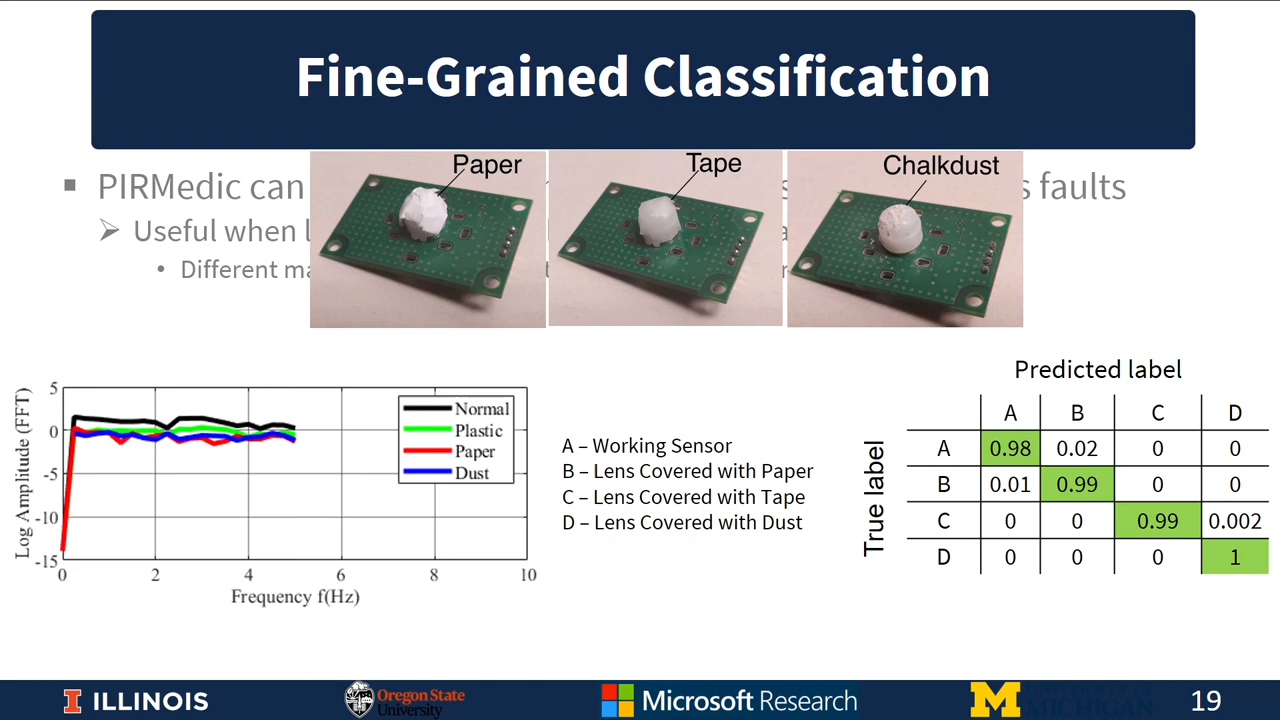 Fine-Grained Classification
PIRMedic can
faults
Useful when
Different
Paper
Tape
Chalkdust
Log Amplitude (FFT)
5
0
-5
-10
-15
0 2 4 6 8 10
Frequency f(Hz)
Normal
Plastic
Paper
Dust
A – Working Sensor
B – Lens Covered with Paper
C – Lens Covered with Tape
D – Lens Covered with Dust
Predicted label
True label
A B C D
A 0.98 0.02 0 0
B 0.01 0.99 0 0
C 0 0 0.99 0.002
D 0 0 0 1
ILLINOIS
Oregon State
University
Microsoft Research
M
UNIVERSITY OF
MICHIGAN
19